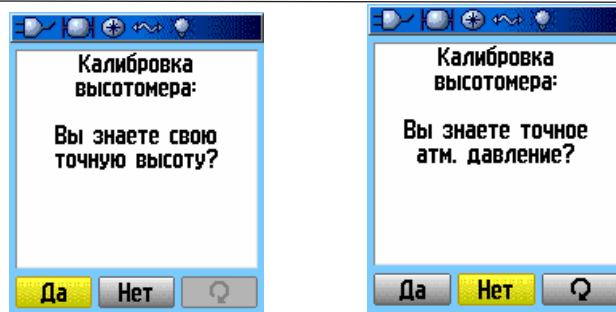 Калибровка
высотомера:
Вы знаете свою
точную высоту?
Да
Нет
Калибровка
высотомера:
Вы знаете точное
атм. давление?
Да
Нет